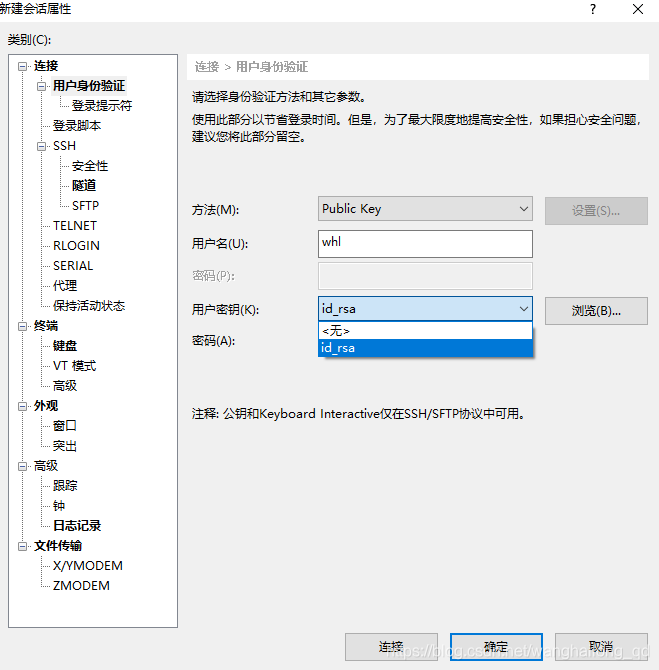 新建会话属性
?
类别(C):
连接
用户身份验证
登录提示符
登录脚本
SSH
安全性
隧道
SFTP
TELNET
RLOGIN
SERIAL
代理
保持活动状态
终端
键盘
VT 模式
高级
外观
窗口
突出
高级
跟踪
钟
日志记录
文件传输
X/YMODEM
ZMODEM
连接 > 用户身份验证
请选择身份验证方法和其它参数。
使用此部分以节省登录时间。但是，为了最大限度地提高安全性，如果担心安全问题，
建议您将此部分留空。
方法(M): Public Key 设置(S)...
用户名(U): whl
密码(P):
用户密钥(K): id_rsa 浏览(B)...
<无>
id_rsa
密码(A):
注释: 公钥和Keyboard Interactive仅在SSH/SFTP协议中可用。
连接 确定 取消